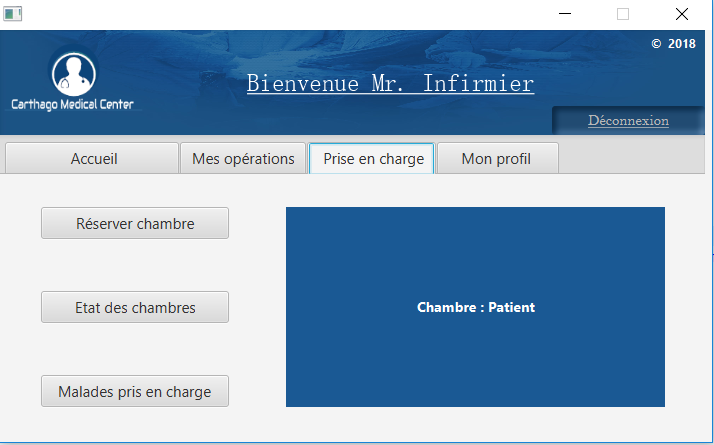 © 2018
Bienvenue Mr. Infirmier
Carthago Medical Center
Déconnexion
Accueil
Mes opérations
Prise en charge
Mon profil
Réserver chambre
Etat des chambres
Chambre : Patient
Malades pris en charge